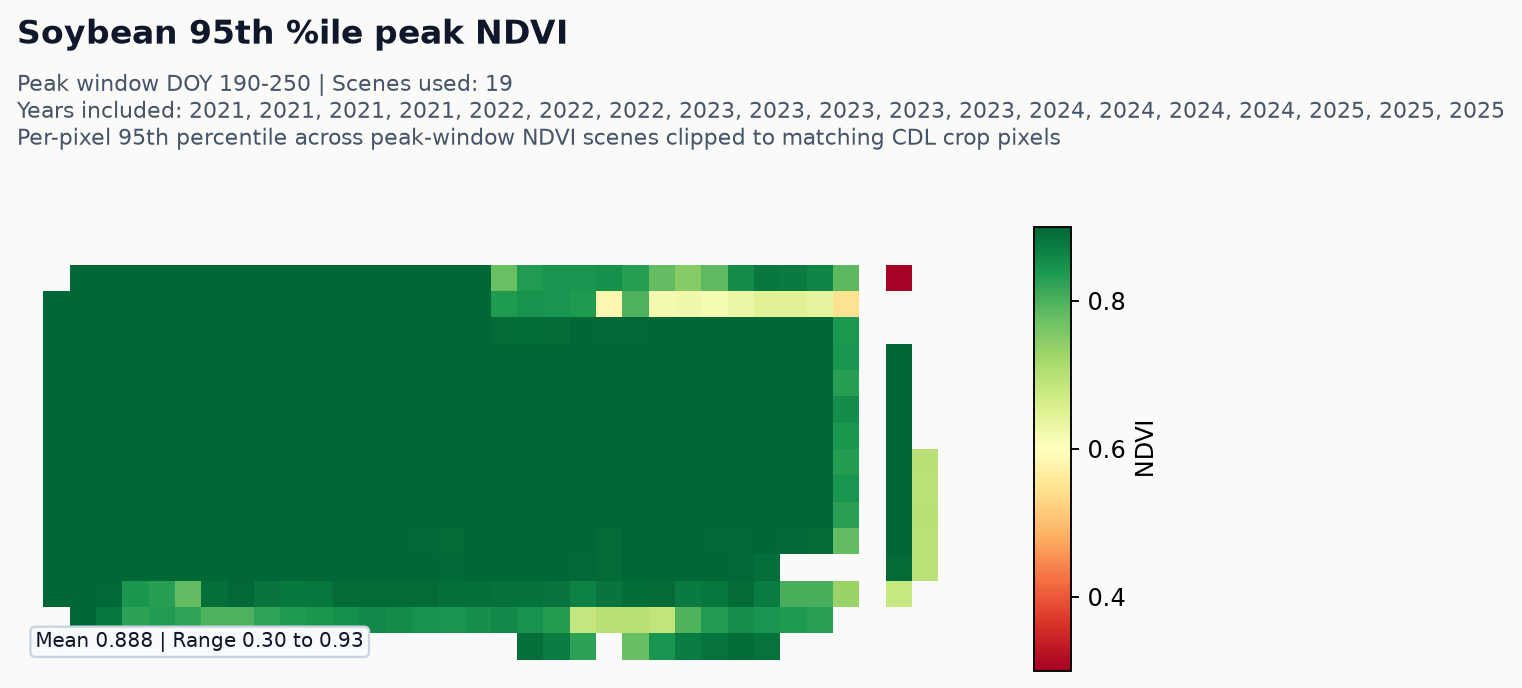 Soybean 95th %ile peak NDVI
Peak window DOY 190-250 | Scenes used: 19
Years included: 2021, 2021, 2021, 2021, 2022, 2022, 2022, 2023, 2023, 2023, 2023, 2023, 2024, 2024, 2024, 2024, 2025, 2025, 2025
Per-pixel 95th percentile across peak-window NDVI scenes clipped to matching CDL crop pixels
0.8
0.6
0.4
NDVI
Mean 0.888 | Range 0.30 to 0.93